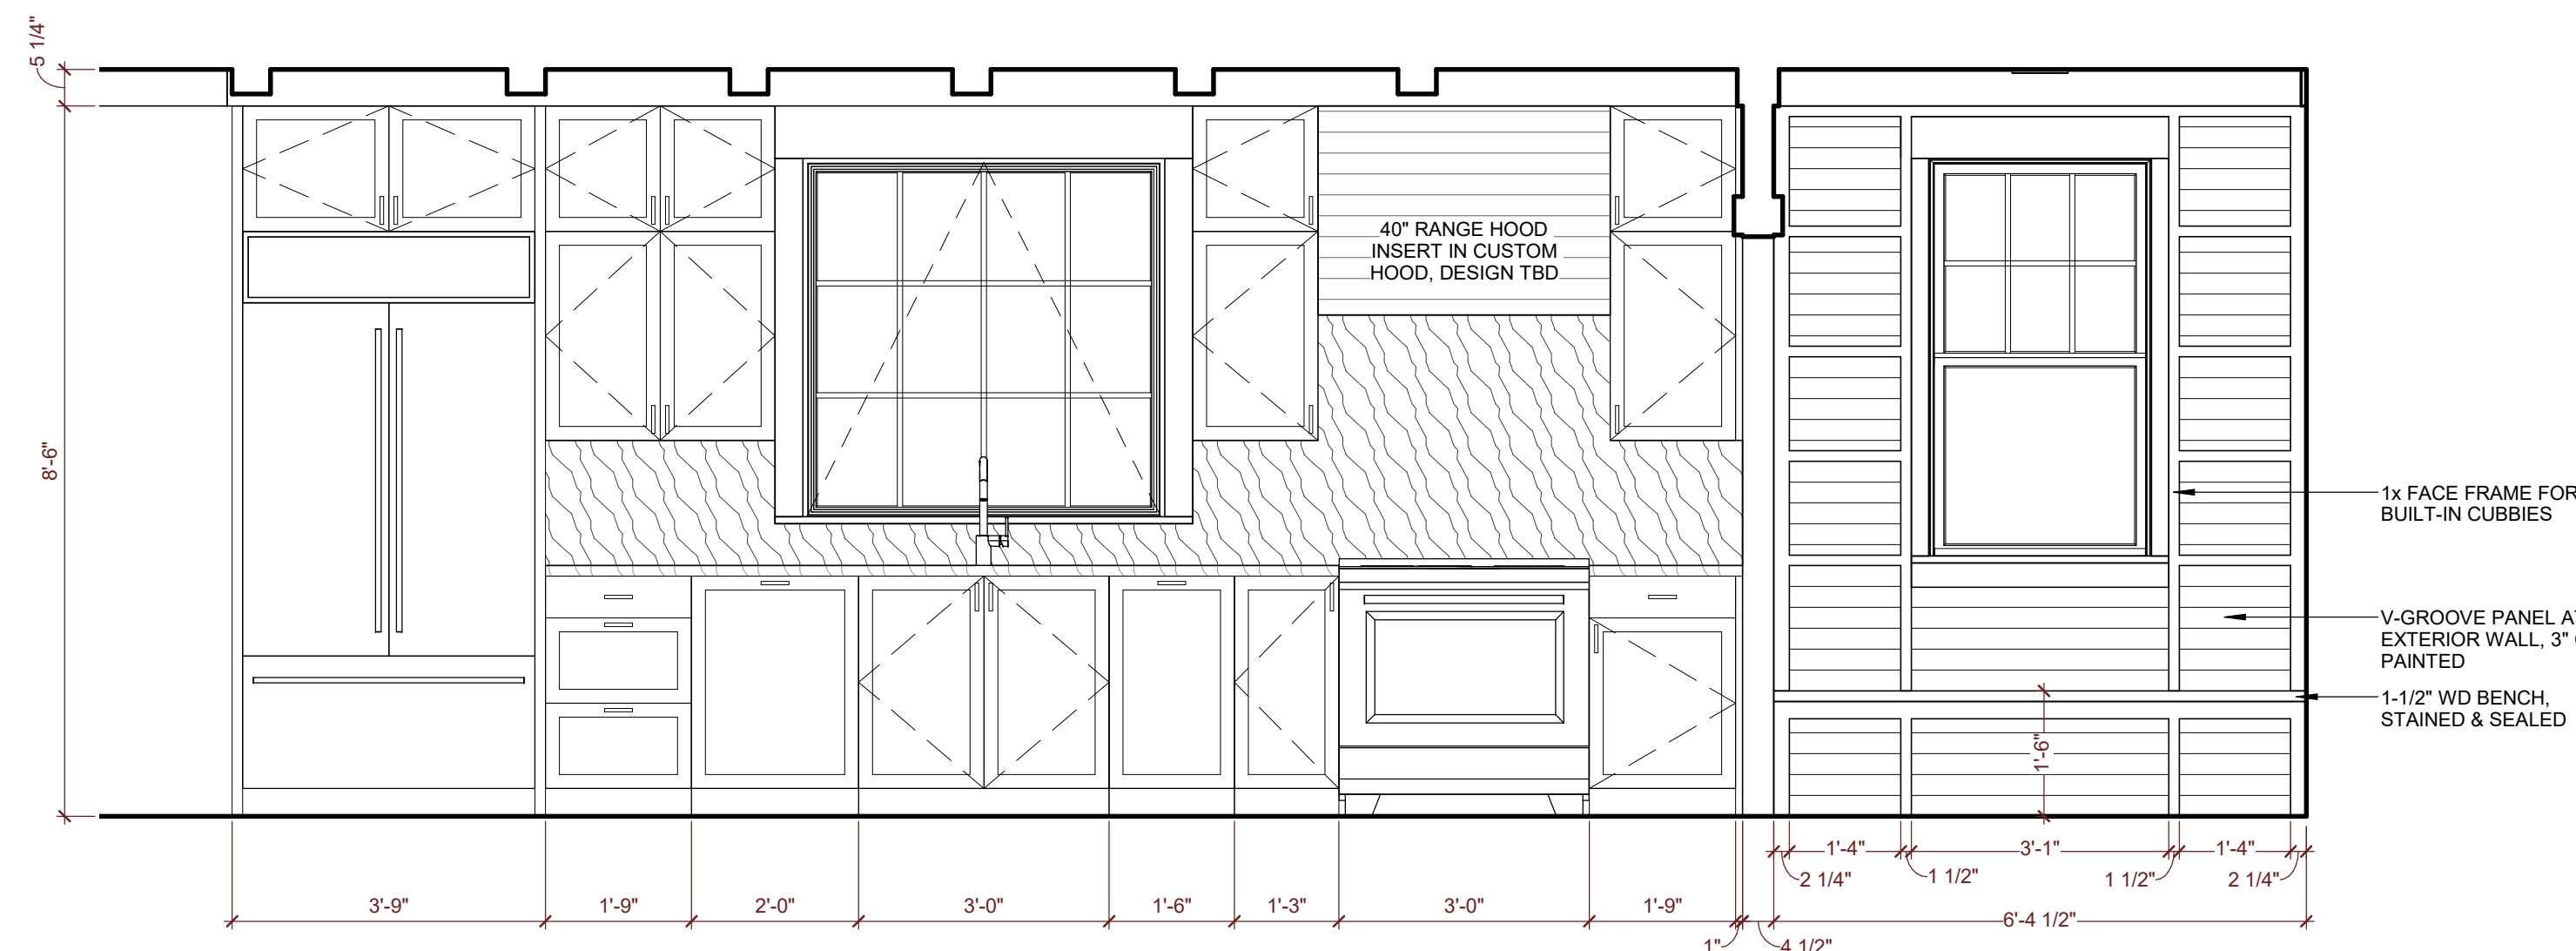 5 1/4"
8'-6"
40" RANGE HOOD
INSERT IN CUSTOM
HOOD, DESIGN TBD
1x FACE FRAME FOR
BUILT-IN CUBBIES
V-GROOVE PANEL AT
EXTERIOR WALL, 3"
PAINTED
1-1/2" WD BENCH,
STAINED & SEALED
1'-6"
1'-4" 3'-1" 1'-4"
2 1/4" 1 1/2" 1 1/2" 2 1/4"
3'-9" 1'-9" 2'-0" 3'-0" 1'-6" 1'-3" 3'-0" 1'-9"
6'-4 1/2"
1" 4 1/2"